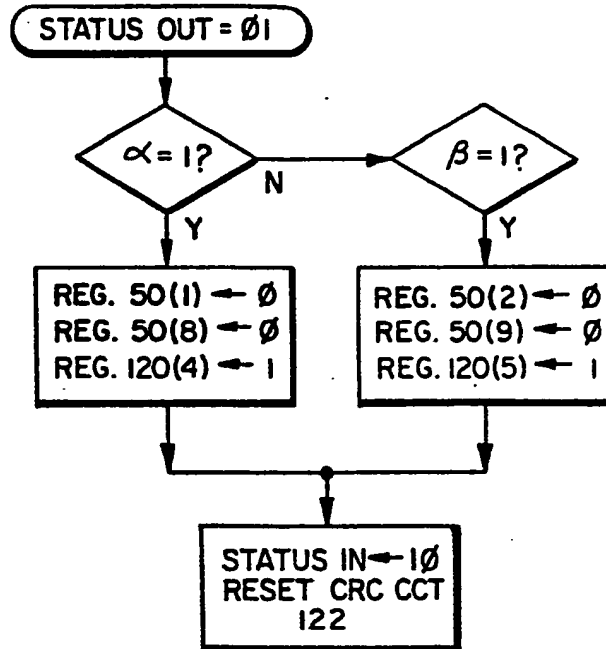 STATUS OUT = Ø1
α = 1?
N
β = 1?
Y
Y
REG. 50(1) ← Ø
REG. 50(8) ← Ø
REG. 120(4) ← 1
REG. 50(2) ← Ø
REG. 50(9) ← Ø
REG. 120(5) ← 1
STATUS IN ← 1Ø
RESET CRC CCT
122